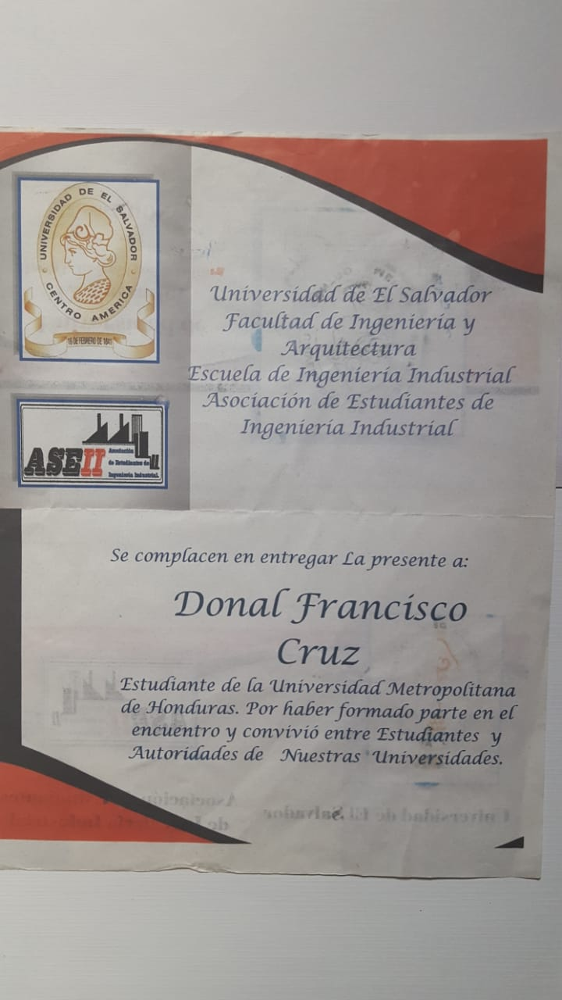 UNIVERSIDAD DE EL SALVADOR
CENTRO AMERICA
16 DE FEBRERO DE 1841
Universidad de El Salvador
Facultad de Ingeniería y
Arquitectura
Escuela de Ingeniería Industrial
Asociación de Estudiantes de
Ingeniería Industrial
ASEII
Asociación
de Estudiantes de
Ingeniería Industrial.
Se complacen en entregar La presente a:
Donal Francisco
Cruz
Estudiante de la Universidad Metropolitana
de Honduras. Por haber formado parte en el
encuentro y convivió entre Estudiantes y
Autoridades de Nuestras Universidades.